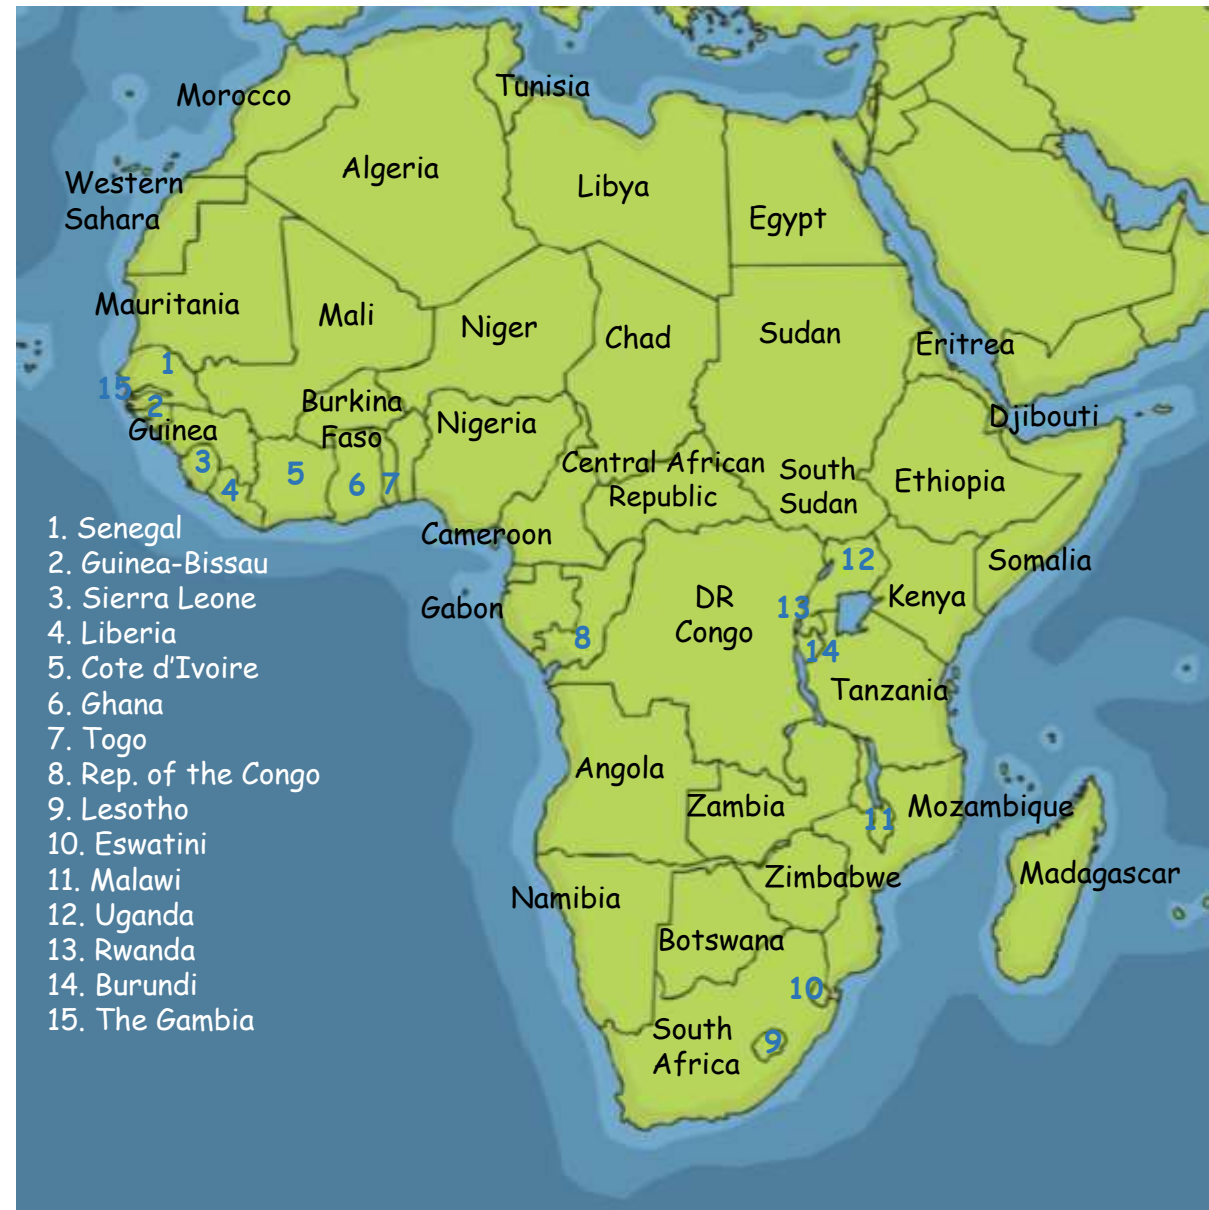 Tunisia
Morocco
Algeria
Western
Sahara
Libya
Egypt
Mauritania
Mali
Niger
Chad
Sudan
Eritrea
1
15
2
Burkina
Faso
Guinea
Nigeria
Djibouti
3
4
5
6
7
Central African
Republic
South
Sudan
Ethiopia
Cameroon
12
Somalia
Gabon
8
DR
Congo
13
Kenya
14
Tanzania
Angola
Zambia
11
Mozambique
Namibia
Zimbabwe
Madagascar
Botswana
10
South
Africa
9
1. Senegal
2. Guinea-Bissau
3. Sierra Leone
4. Liberia
5. Cote d'Ivoire
6. Ghana
7. Togo
8. Rep. of the Congo
9. Lesotho
10. Eswatini
11. Malawi
12. Uganda
13. Rwanda
14. Burundi
15. The Gambia